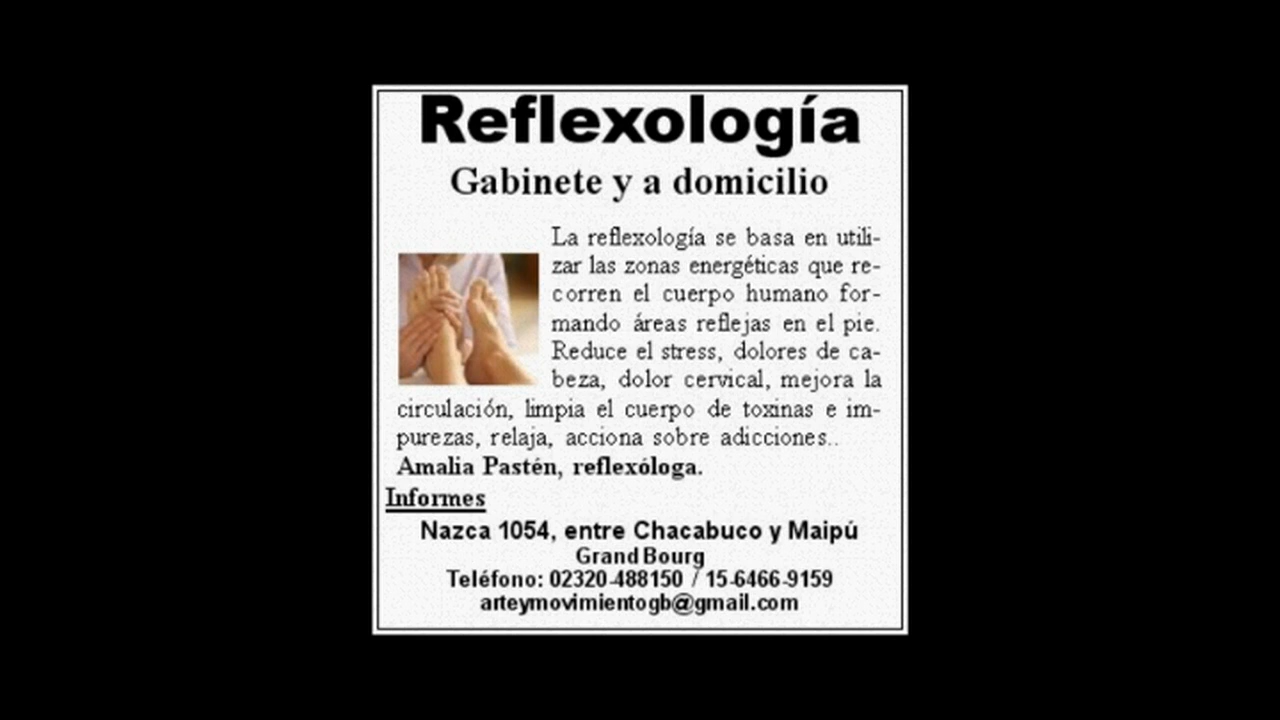 Reflexología
Gabinete y a domicilio
La reflexología se basa en utili-
zar las zonas energéticas que re-
corren el cuerpo humano for-
mando áreas reflejas en el pie.
Reduce el stress, dolores de ca-
beza, dolor cervical, mejora la
circulación, limpia el cuerpo de toxinas e im-
purezas, relaja, acciona sobre adicciones..
Amalia Pastén, reflexóloga.
Informes
Nazca 1054, entre Chacabuco y Maipú
Grand Bourg
Teléfono: 02320-488150 / 15-6466-9159
arteymovimientogb@gmail.com